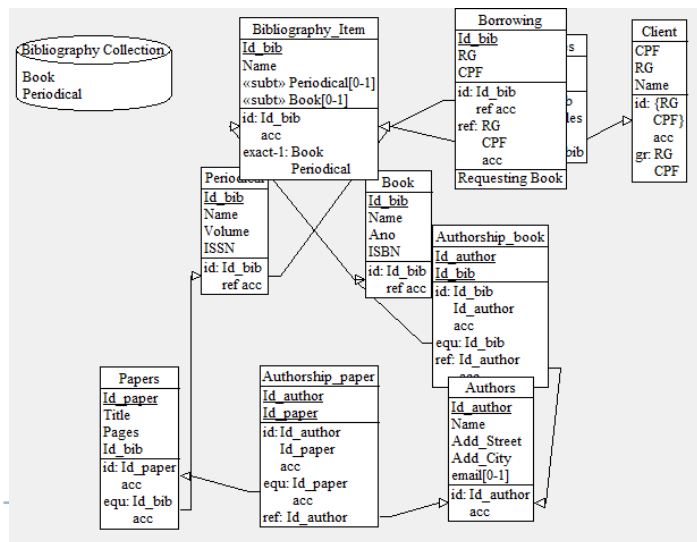 Bibliography Collection
Book
Periodical
Bibliography_Item
Id_bib
Name
«subt» Periodical[0-1]
«subt» Book[0-1]
id: Id_bib
acc
exact-1: Book
Periodical
Borrowing
Id_bib
RG
CPF
id: Id_bib
ref acc
ref: RG
CPF
acc
Requesting Book
Client
CPF
RG
Name
id: {RG
CPF}
acc
gr: RG
CPF
Id_bib
Name
Volume
ISSN
id: Id_bib
ref acc
Book
Id_bib
Name
Ano
ISBN
id: Id_bib
ref acc
Authorship_book
Id_author
Id_bib
id: Id_bib
Id_author
acc
equ: Id_bib
ref: Id_author
Papers
Id_paper
Title
Pages
Id_bib
id: Id_paper
acc
equ: Id_bib
acc
Authorship_paper
Id_author
Id_paper
id: Id_author
Id_paper
acc
equ: Id_paper
acc
ref: Id_author
Authors
Id_author
Name
Add_Street
Add_City
email[0-1]
id: Id_author
acc